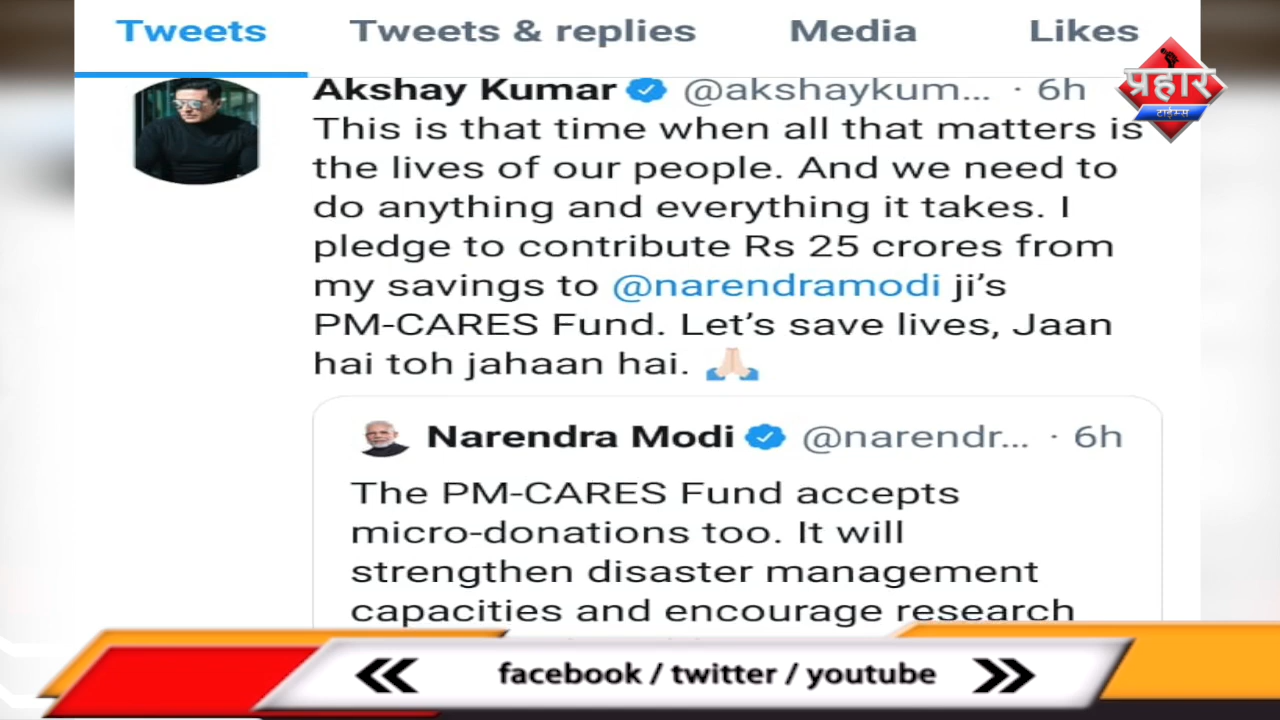 Tweets Tweets & replies Media Likes
प्रहार
टाईम्स
Akshay Kumar @akshaykum... · 6h
This is that time when all that matters is
the lives of our people. And we need to
do anything and everything it takes. I
pledge to contribute Rs 25 crores from
my savings to @narendramodi ji’s
PM-CARES Fund. Let’s save lives, Jaan
hai toh jahaan hai. 🙏🏻
Narendra Modi @narendr... · 6h
The PM-CARES Fund accepts
micro-donations too. It will
strengthen disaster management
capacities and encourage research
facebook / twitter / youtube